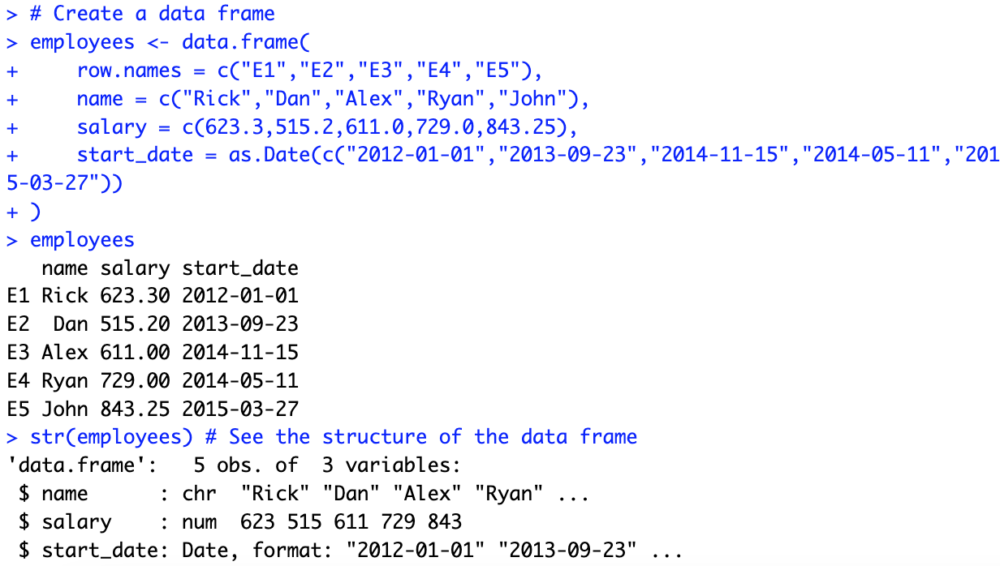 > # Create a data frame
> employees <- data.frame(
+     row.names = c("E1","E2","E3","E4","E5"),
+     name = c("Rick","Dan","Alex","Ryan","John"),
+     salary = c(623.3,515.2,611.0,729.0,843.25),
+     start_date = as.Date(c("2012-01-01","2013-09-23","2014-11-15","2014-05-11","201
5-03-27"))
+ )
> employees
   name salary start_date
E1 Rick 623.30 2012-01-01
E2  Dan 515.20 2013-09-23
E3 Alex 611.00 2014-11-15
E4 Ryan 729.00 2014-05-11
E5 John 843.25 2015-03-27
> str(employees) # See the structure of the data frame
'data.frame':   5 obs. of  3 variables:
 $ name      : chr  "Rick" "Dan" "Alex" "Ryan" ...
 $ salary    : num  623 515 611 729 843
 $ start_date: Date, format: "2012-01-01" "2013-09-23" ...